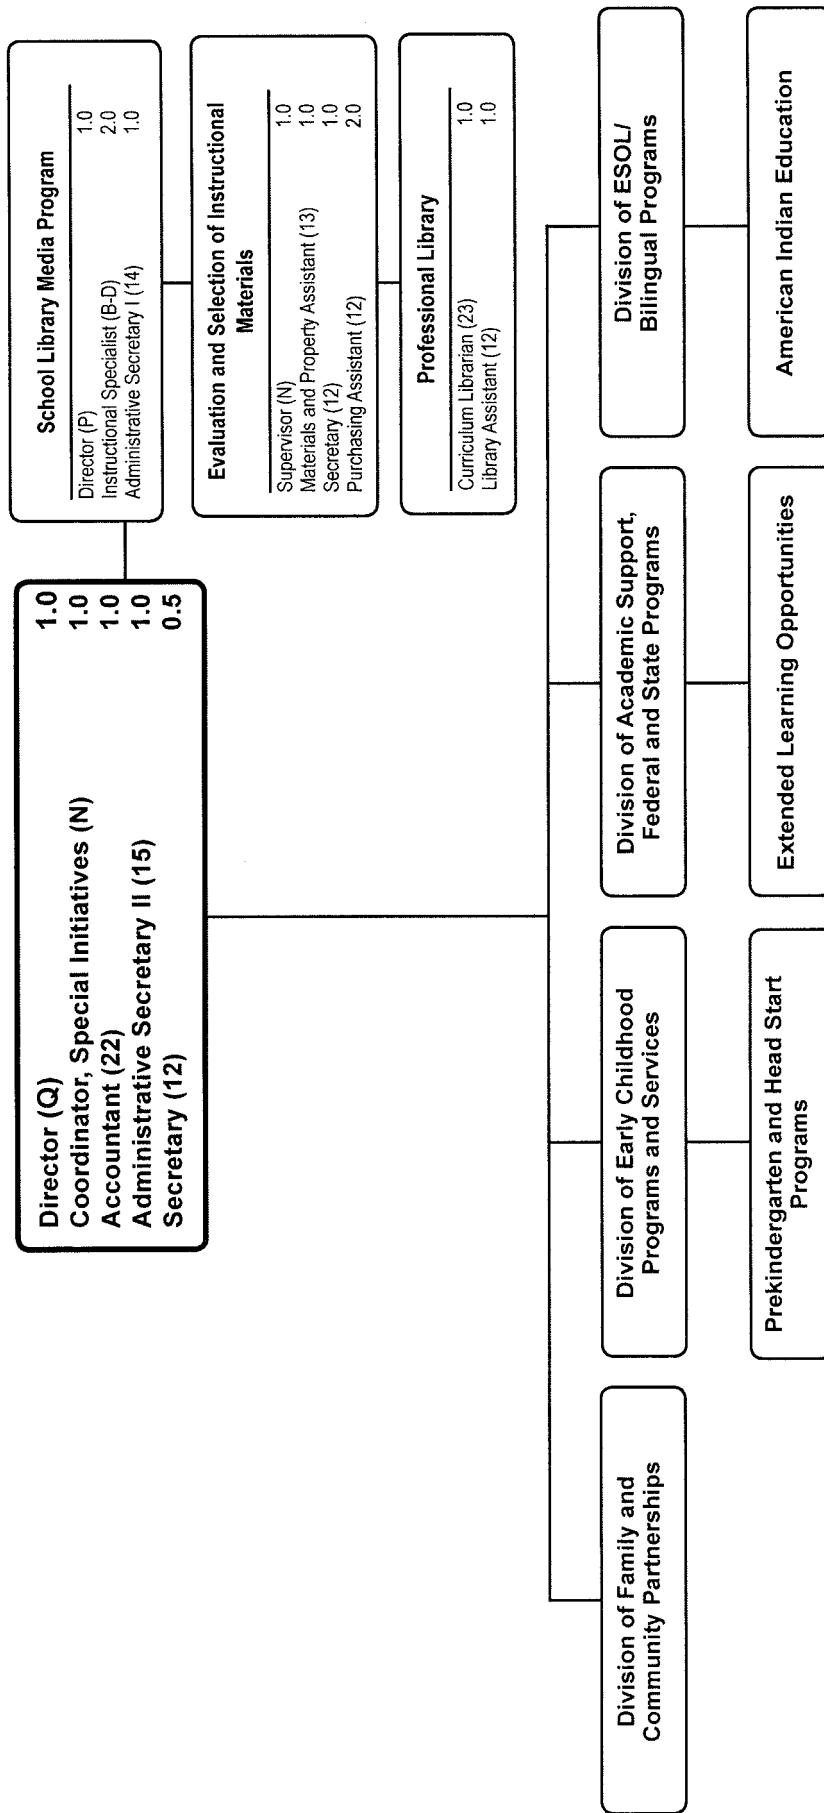 Director (Q) 1.0
Coordinator, Special Initiatives (N) 1.0
Accountant (22) 1.0
Administrative Secretary II (15) 1.0
Secretary (12) 0.5
School Library Media Program
Director (P) 1.0
Instructional Specialist (B-D) 2.0
Administrative Secretary I (14) 1.0
Evaluation and Selection of Instructional
Materials
Supervisor (N) 1.0
Materials and Property Assistant (13) 1.0
Secretary (12) 1.0
Purchasing Assistant (12) 2.0
Professional Library
Curriculum Librarian (23) 1.0
Library Assistant (12) 1.0
Division of Family and
Community Partnerships
Division of Early Childhood
Programs and Services
Division of Academic Support,
Federal and State Programs
Division of ESOL/
Bilingual Programs
Prekindergarten and Head Start
Programs
Extended Learning Opportunities
American Indian Education